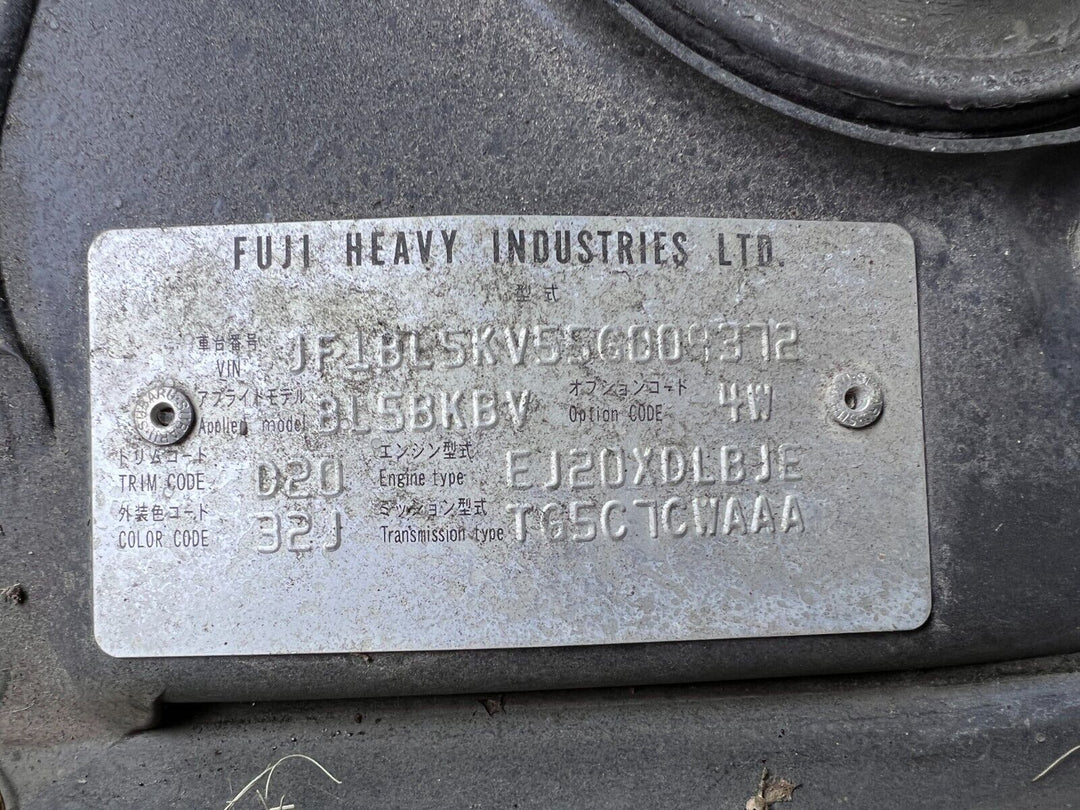 FUJI HEAVY INDUSTRIES LTD.
型式
車台番号 VIN JF1BL5KV55G004372
アプライドモデル Applied model BL5BKBV オプションコード Option CODE 4W
トリムコード TRIM CODE D20 エンジン型式 Engine type EJ20XDLBJE
外装色コード COLOR CODE 32J ミッション型式 Transmission type TG5C7CWAAA